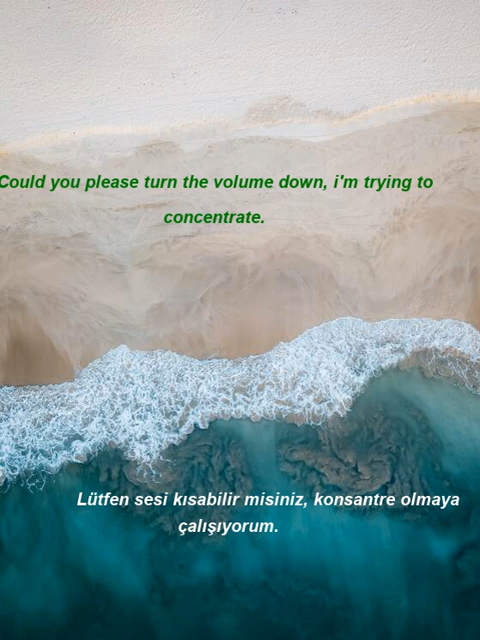 Could you please turn the volume down, i'm trying to
concentrate.
Lütfen sesi kısabilir misiniz, konsantre olmaya
çalışıyorum.